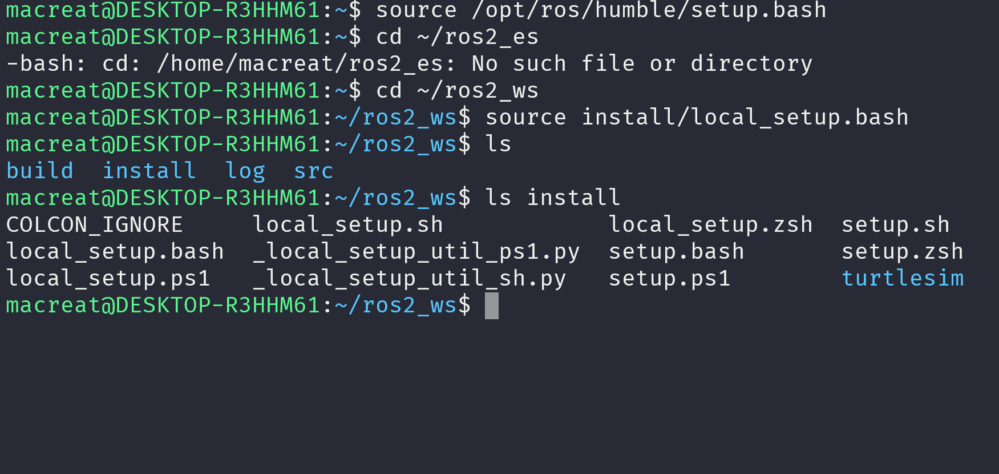 macreat@DESKTOP-R3HHM61:~$ source /opt/ros/humble/setup.bash
macreat@DESKTOP-R3HHM61:~$ cd ~/ros2_es
-bash: cd: /home/macreat/ros2_es: No such file or directory
macreat@DESKTOP-R3HHM61:~$ cd ~/ros2_ws
macreat@DESKTOP-R3HHM61:~/ros2_ws$ source install/local_setup.bash
macreat@DESKTOP-R3HHM61:~/ros2_ws$ ls
build  install  log  src
macreat@DESKTOP-R3HHM61:~/ros2_ws$ ls install
COLCON_IGNORE     local_setup.sh            local_setup.zsh  setup.sh
local_setup.bash  _local_setup_util_ps1.py  setup.bash       setup.zsh
local_setup.ps1   _local_setup_util_sh.py   setup.ps1        turtlesim
macreat@DESKTOP-R3HHM61:~/ros2_ws$